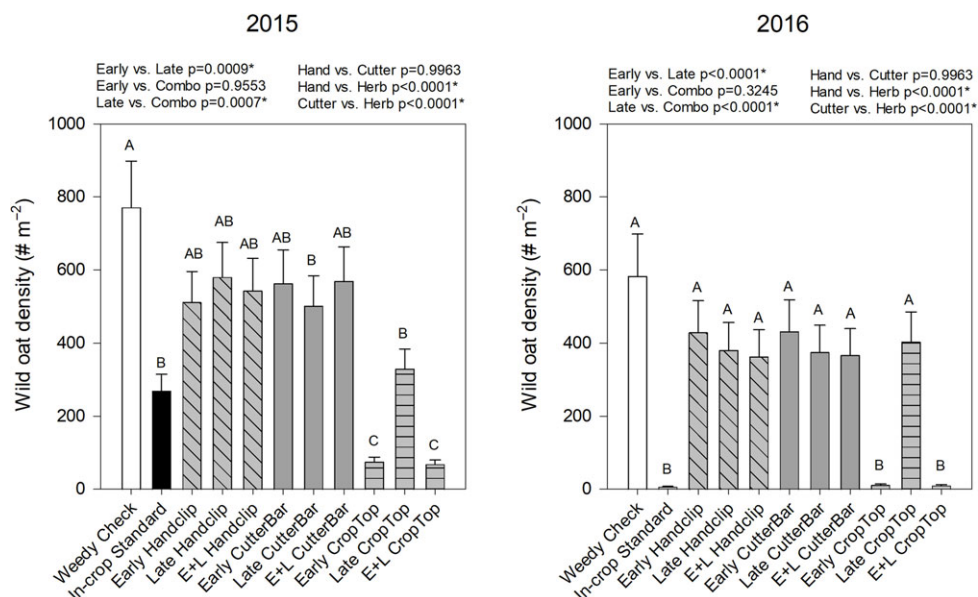 2015
Early vs. Late p=0.0009*
Early vs. Combo p=0.9553
Late vs. Combo p=0.0007*
Hand vs. Cutter p=0.9963
Hand vs. Herb p<0.0001*
Cutter vs. Herb p<0.0001*
Wild oat density (# m⁻²)
1000
800
600
400
200
0
A
B
AB
AB
AB
AB
B
AB
C
B
C
Weedy Check
In-crop Standard
Early Handclip
Late Handclip
E+L Handclip
Early CutterBar
Late CutterBar
E+L CutterBar
Early CropTop
Late CropTop
E+L CropTop
2016
Early vs. Late p<0.0001*
Early vs. Combo p=0.3245
Late vs. Combo p<0.0001*
Hand vs. Cutter p=0.9963
Hand vs. Herb p<0.0001*
Cutter vs. Herb p<0.0001*
Wild oat density (# m⁻²)
1000
800
600
400
200
0
A
B
A
A
A
A
A
A
B
A
B
Weedy Check
In-crop Standard
Early Handclip
Late Handclip
E+L Handclip
Early CutterBar
Late CutterBar
E+L CutterBar
Early CropTop
Late CropTop
E+L CropTop